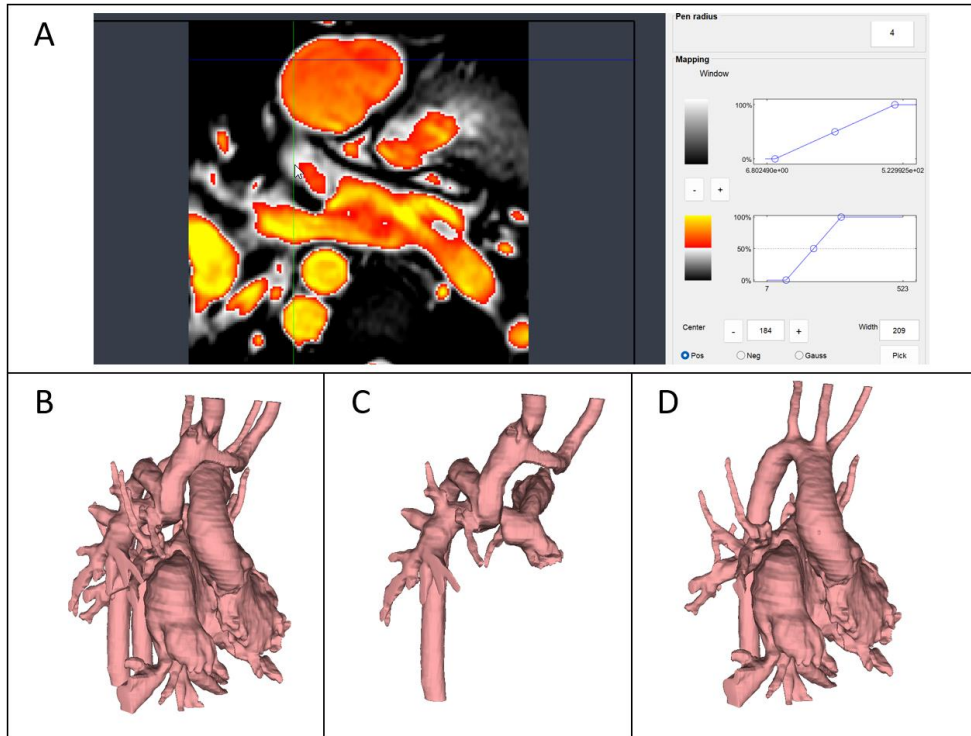 A
Pen radius
4
Mapping
Window
100%
0%
6.802490e+00
5.229925e+02
-
+
100%
50%
0%
7
523
Center
-
184
+
Width
209
Pos
Neg
Gauss
Pick
B
C
D